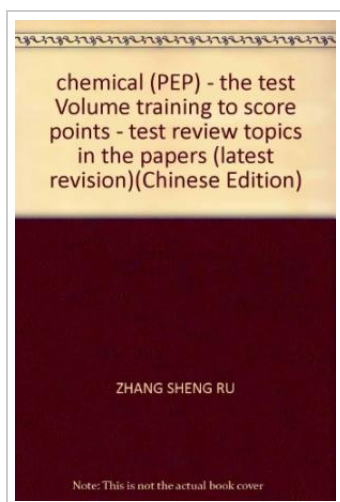 chemical (PEP) - the test
Volume training to score
points - test review topics
in the papers (latest
revision)(Chinese Edition)
ZHANG SHENG RU
Note: This is not the actual book cover